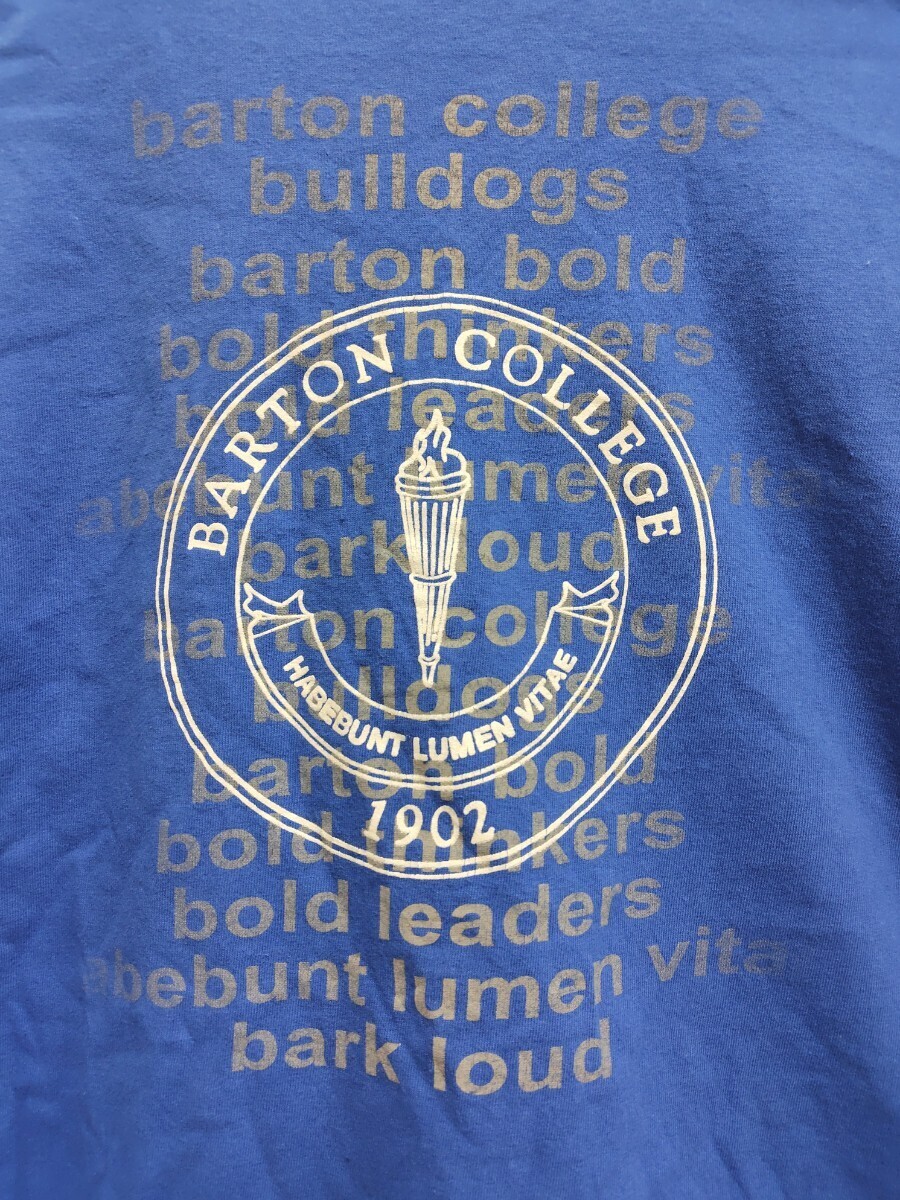 barton college
bulldogs
barton bold
bold thinkers
bold leaders
abebunt lumen vita
bark loud
barton college
bulldogs
barton bold
bold thinkers
bold leaders
abebunt lumen vita
bark loud
BARTON COLLEGE
HABEBUNT LUMEN VITAE
1902